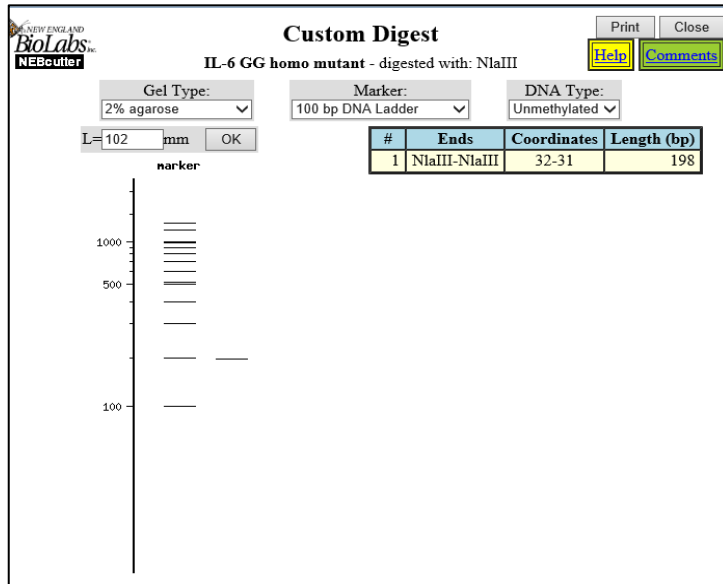 NEW ENGLAND
BioLabs Inc.
NEBcutter
Custom Digest
IL-6 GG homo mutant - digested with: NlaIII
Print Close
Help Comments
Gel Type: Marker: DNA Type:
2% agarose 100 bp DNA Ladder Unmethylated
L= 102 mm OK
# Ends Coordinates Length (bp)
1 NlaIII-NlaIII 32-31 198
marker
1000
500
100